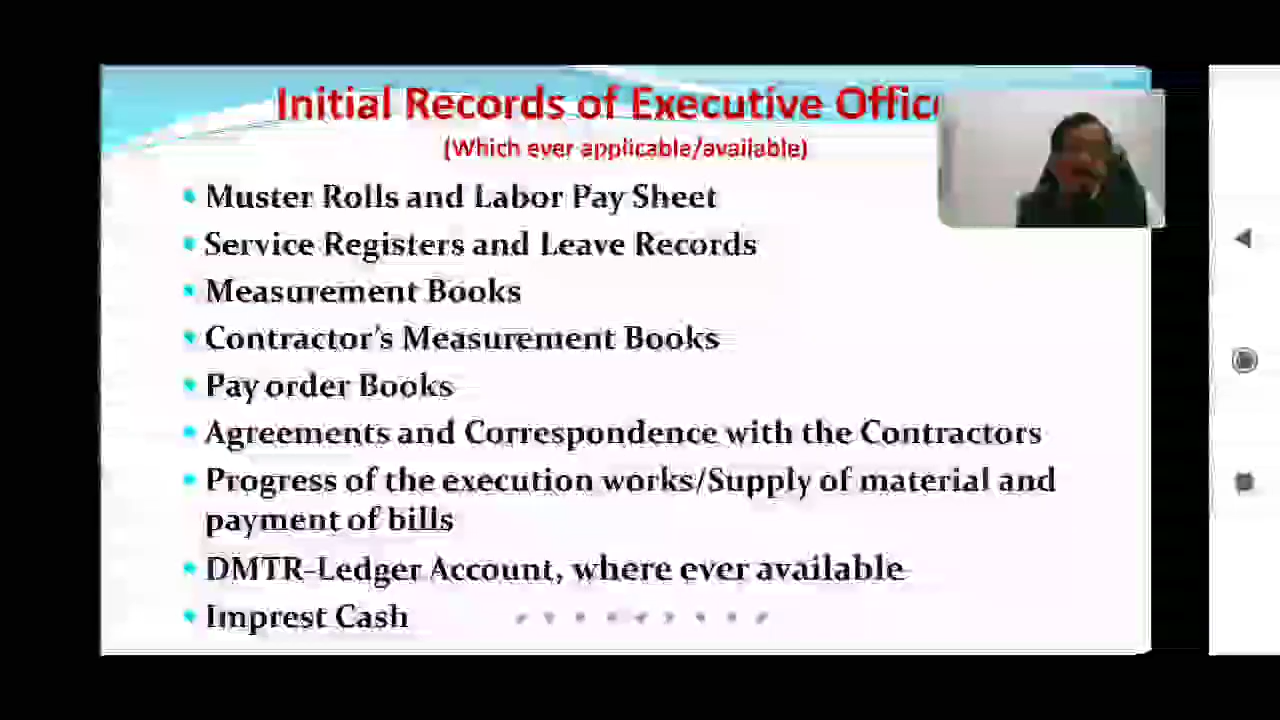 Initial Records of Executive
(Which ever applicable/available)
Muster Rolls and Labor Pay Sheet
Service Registers and Leave Records
Measurement Books
Contractor's Measurement Books
Pay order Books
Agreements and Correspondence with the Contractors
Progress of the execution works/Supply of material and
payment of bills
DMTR-Ledger Account, where ever available
Imprest Cash